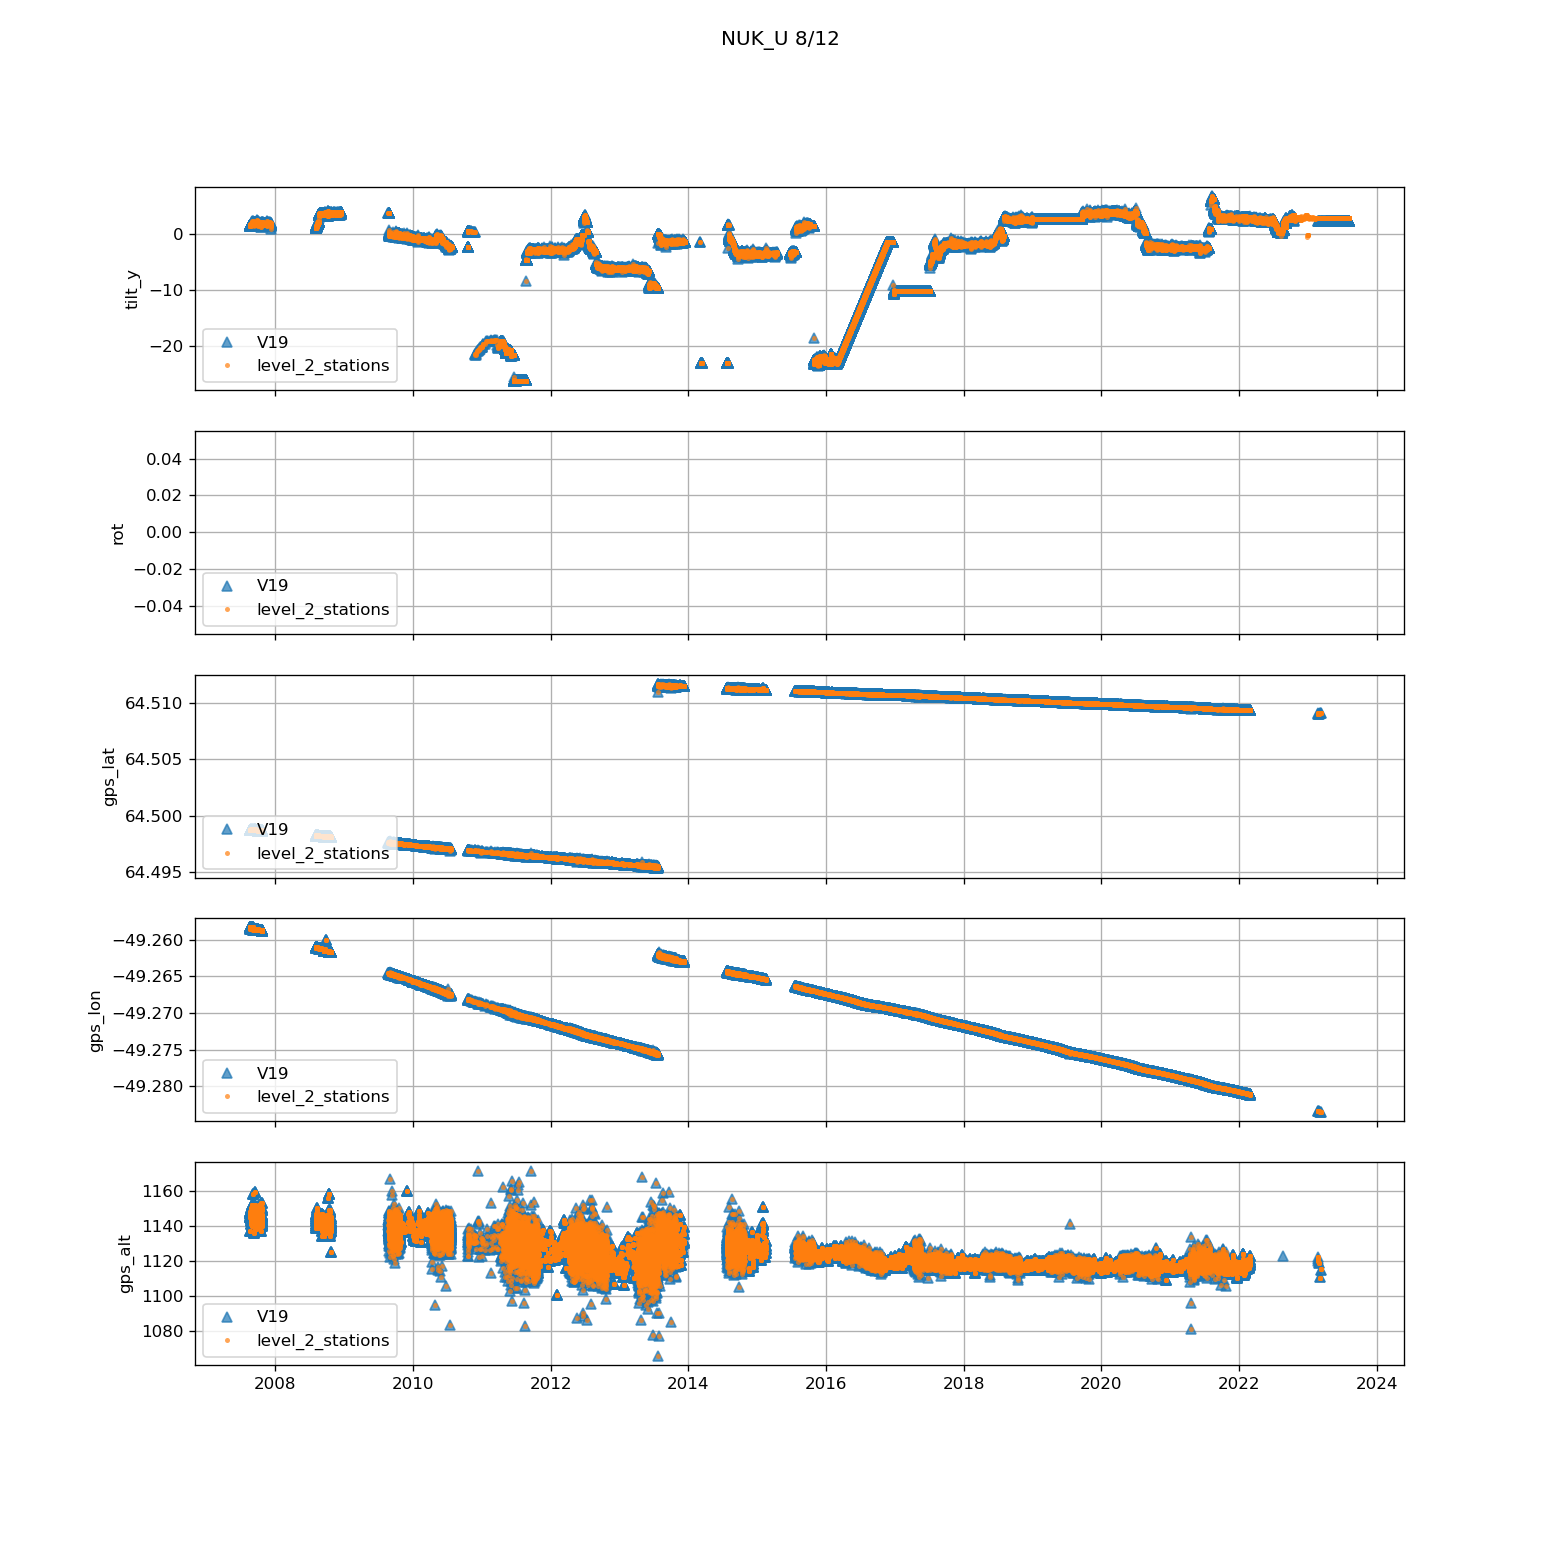 NUK_U 8/12
tilt_y
0
−10
−20
V19
level_2_stations
rot
0.04
0.02
0.00
−0.02
−0.04
V19
level_2_stations
gps_lat
64.510
64.505
64.500
64.495
V19
level_2_stations
gps_lon
−49.260
−49.265
−49.270
−49.275
−49.280
V19
level_2_stations
gps_alt
1160
1140
1120
1100
1080
V19
level_2_stations
2008 2010 2012 2014 2016 2018 2020 2022 2024